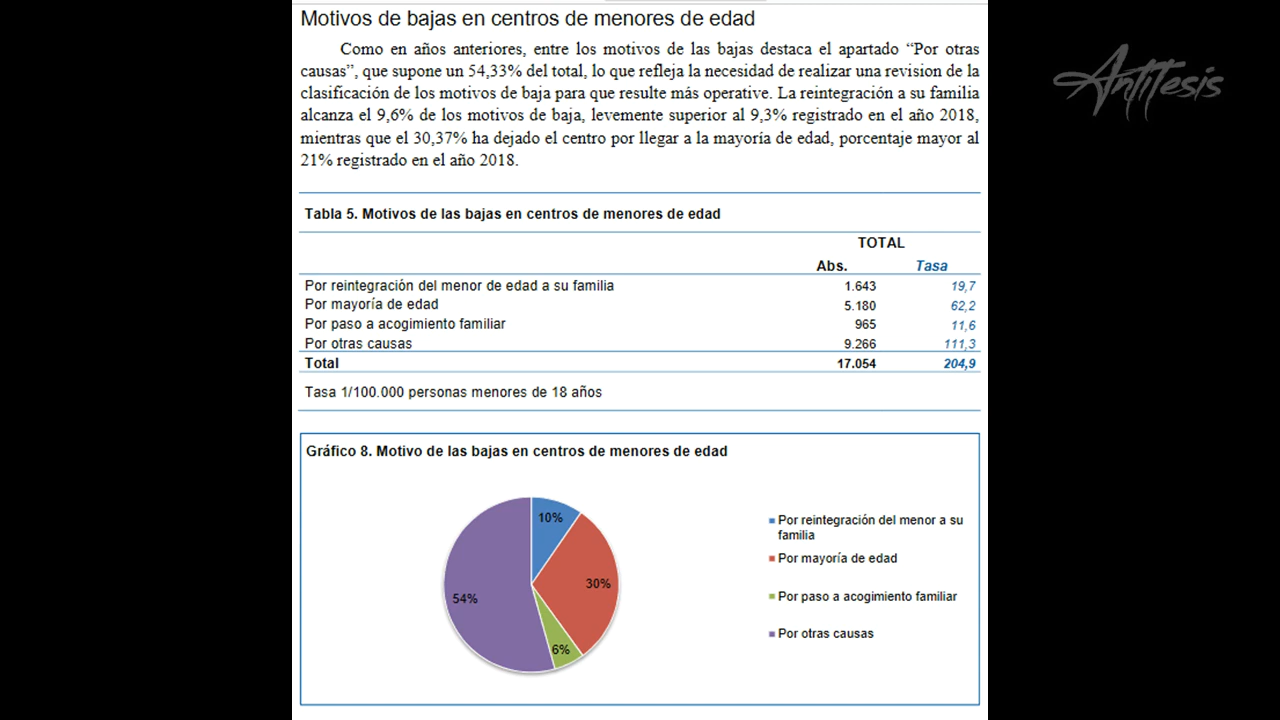 Motivos de bajas en centros de menores de edad
Como en años anteriores, entre los motivos de las bajas destaca el apartado “Por otras
causas”, que supone un 54,33% del total, lo que refleja la necesidad de realizar una revision de la
clasificación de los motivos de baja para que resulte más operative. La reintegración a su familia
alcanza el 9,6% de los motivos de baja, levemente superior al 9,3% registrado en el año 2018,
mientras que el 30,37% ha dejado el centro por llegar a la mayoría de edad, porcentaje mayor al
21% registrado en el año 2018.
Antítesis
Tabla 5. Motivos de las bajas en centros de menores de edad
TOTAL
Abs. Tasa
Por reintegración del menor de edad a su familia 1.643 19,7
Por mayoría de edad 5.180 62,2
Por paso a acogimiento familiar 965 11,6
Por otras causas 9.266 111,3
Total 17.054 204,9
Tasa 1/100.000 personas menores de 18 años
Gráfico 8. Motivo de las bajas en centros de menores de edad
10%
30%
6%
54%
Por reintegración del menor a su
familia
Por mayoría de edad
Por paso a acogimiento familiar
Por otras causas